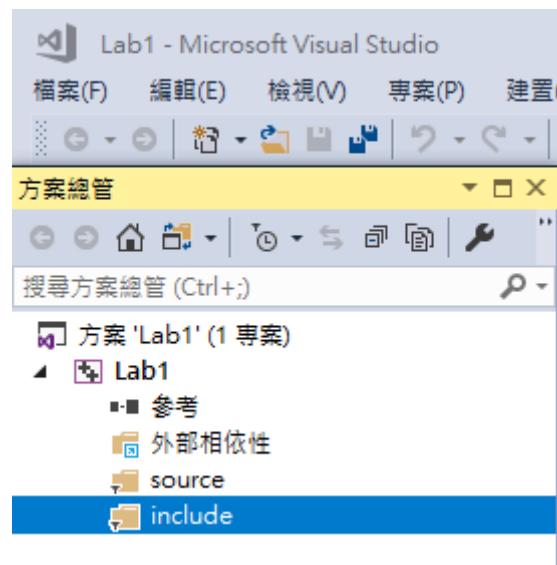 Lab1 - Microsoft Visual Studio
檔案(F) 編輯(E) 檢視(V) 專案(P) 建置(
方案總管
搜尋方案總管 (Ctrl+;)
方案 'Lab1' (1 專案)
Lab1
參考
外部相依性
source
include